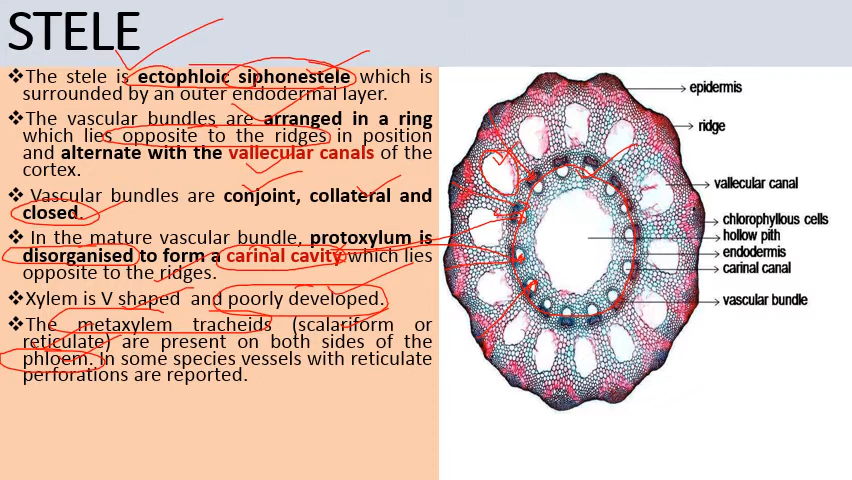 STELE
❖The stele is ectophloic siphonestele which is
surrounded by an outer endodermal layer.
❖The vascular bundles are arranged in a ring
which lies opposite to the ridges in position
and alternate with the vallecular canals of the
cortex.
❖ Vascular bundles are conjoint, collateral and
closed.
❖ In the mature vascular bundle, protoxylum is
disorganised to form a carinal cavity which lies
opposite to the ridges.
❖Xylem is V shaped and poorly developed.
❖The metaxylem tracheids (scalariform or
reticulate) are present on both sides of the
phloem. In some species vessels with reticulate
perforations are reported.
epidermis
ridge
vallecular canal
chlorophyllous cells
hollow pith
endodermis
carinal canal
vascular bundle